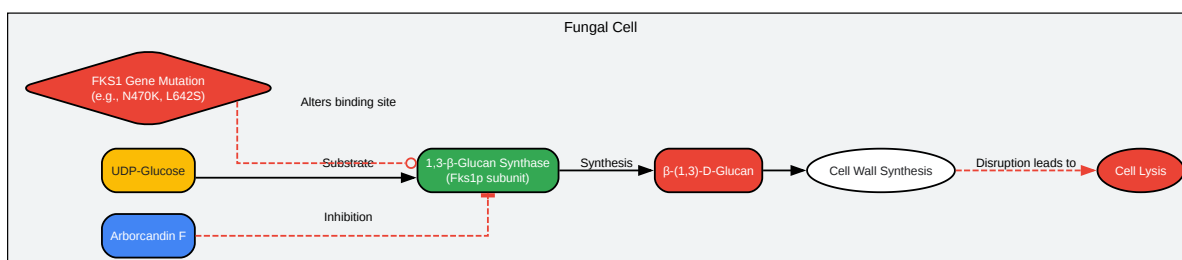 Fungal Cell
FKS1 Gene Mutation
(e.g., N470K, L642S)
Alters binding site
UDP-Glucose
Substrate
1,3-β-Glucan Synthase
(Fks1p subunit)
Synthesis
β-(1,3)-D-Glucan
Cell Wall Synthesis
Disruption leads to
Cell Lysis
Arborcandin F
Inhibition